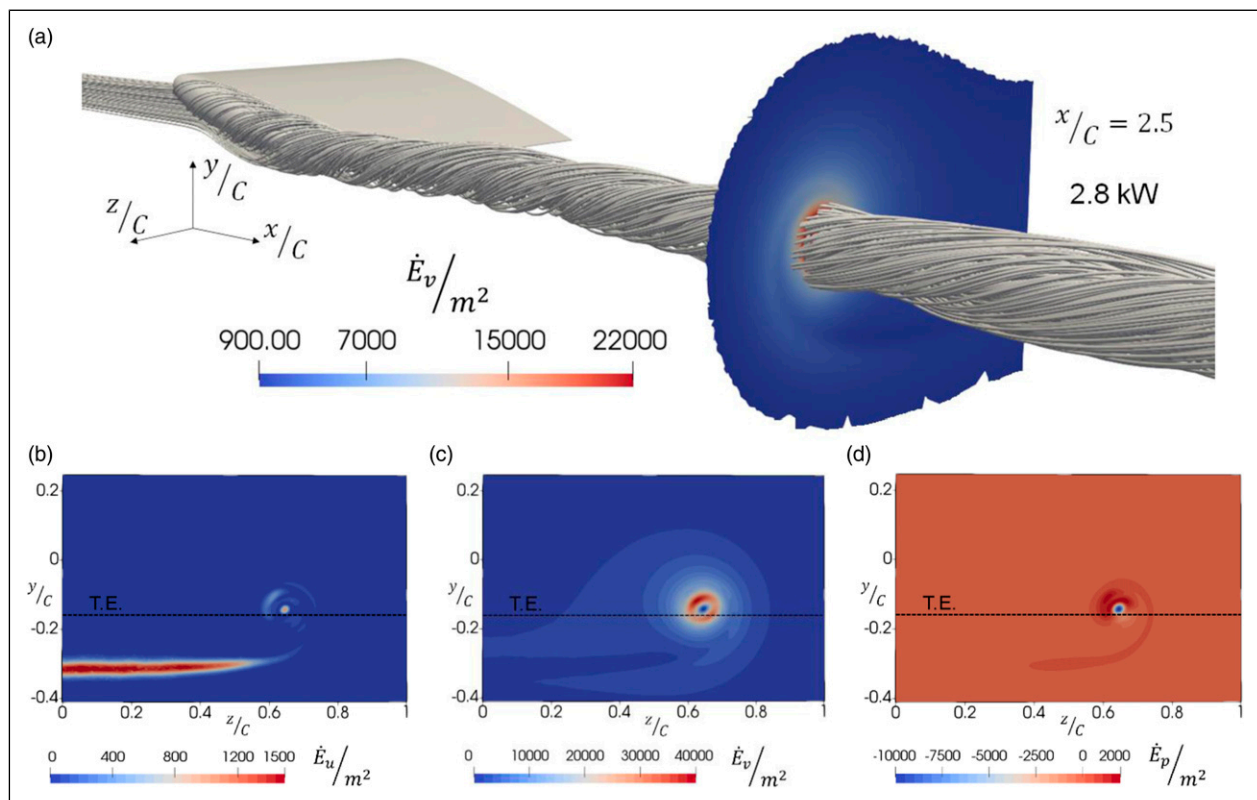 (a)
x/C = 2.5
2.8 kW
y/C
z/C
x/C
Ė_v/m²
900.00 7000 15000 22000
(b)
0.2
0
y/C
T.E.
-0.2
-0.4
0 0.2 0.4 0.6 0.8 1
z/C
0 400 800 1200 1500
Ė_u/m²
(c)
0.2
0
y/C
T.E.
-0.2
-0.4
0 0.2 0.4 0.6 0.8 1
z/C
0 10000 20000 30000 40000
Ė_v/m²
(d)
0.2
0
y/C
T.E.
-0.2
-0.4
0 0.2 0.4 0.6 0.8 1
z/C
-10000 -7500 -5000 -2500 0 2000
Ė_p/m²